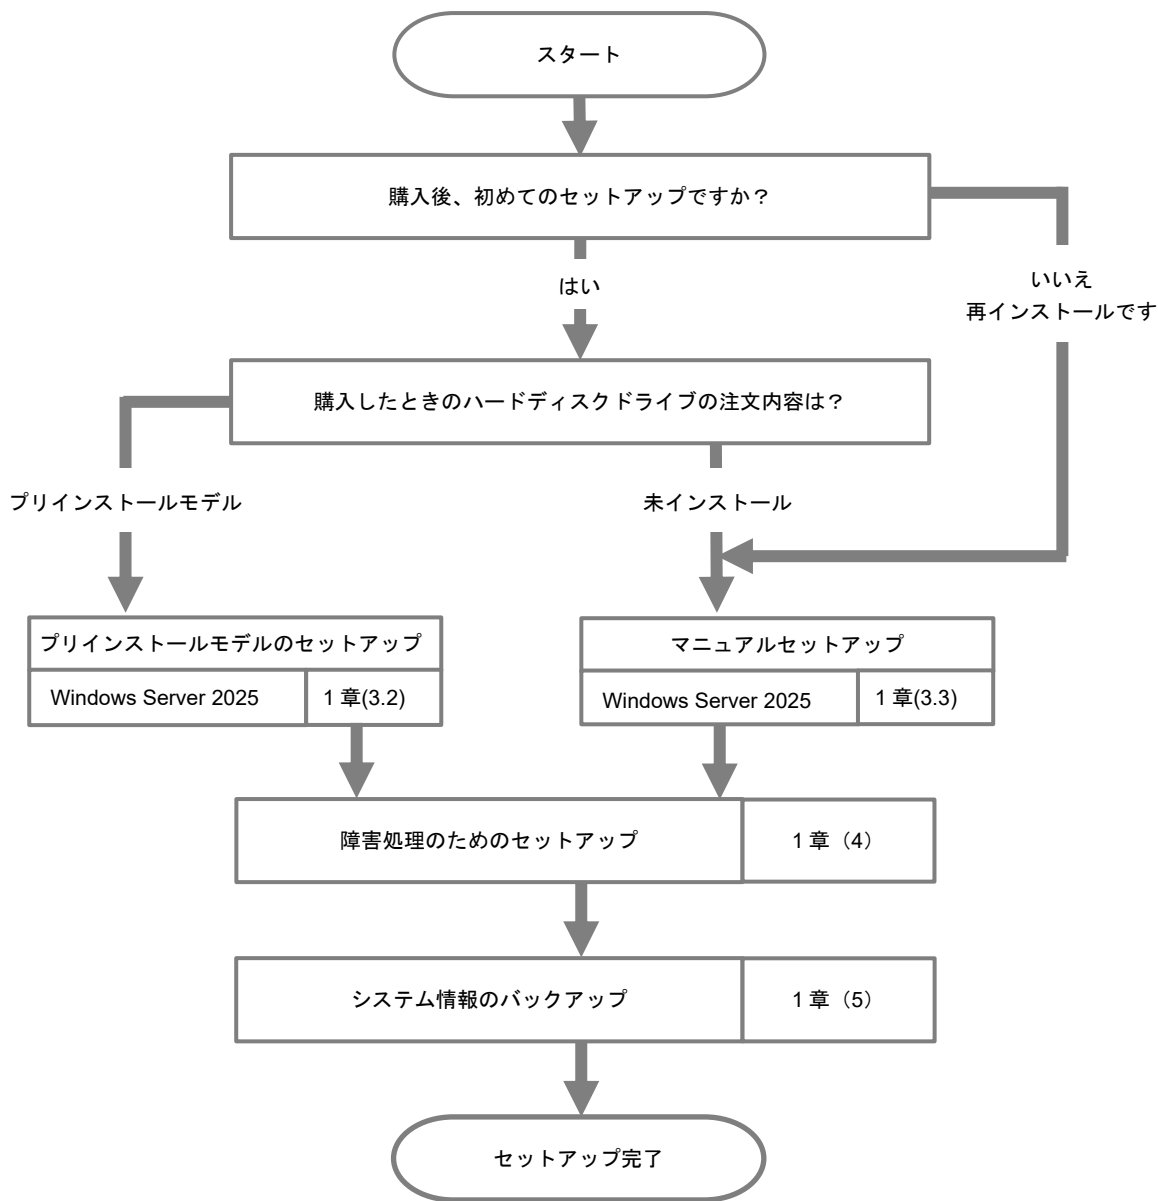 スタート
購入後、初めてのセットアップですか？
はい
いいえ
再インストールです
購入したときのハードディスクドライブの注文内容は？
プリインストールモデル
未インストール
プリインストールモデルのセットアップ
Windows Server 2025
1 章(3.2)
マニュアルセットアップ
Windows Server 2025
1 章(3.3)
障害処理のためのセットアップ
1 章（4）
システム情報のバックアップ
1 章（5）
セットアップ完了